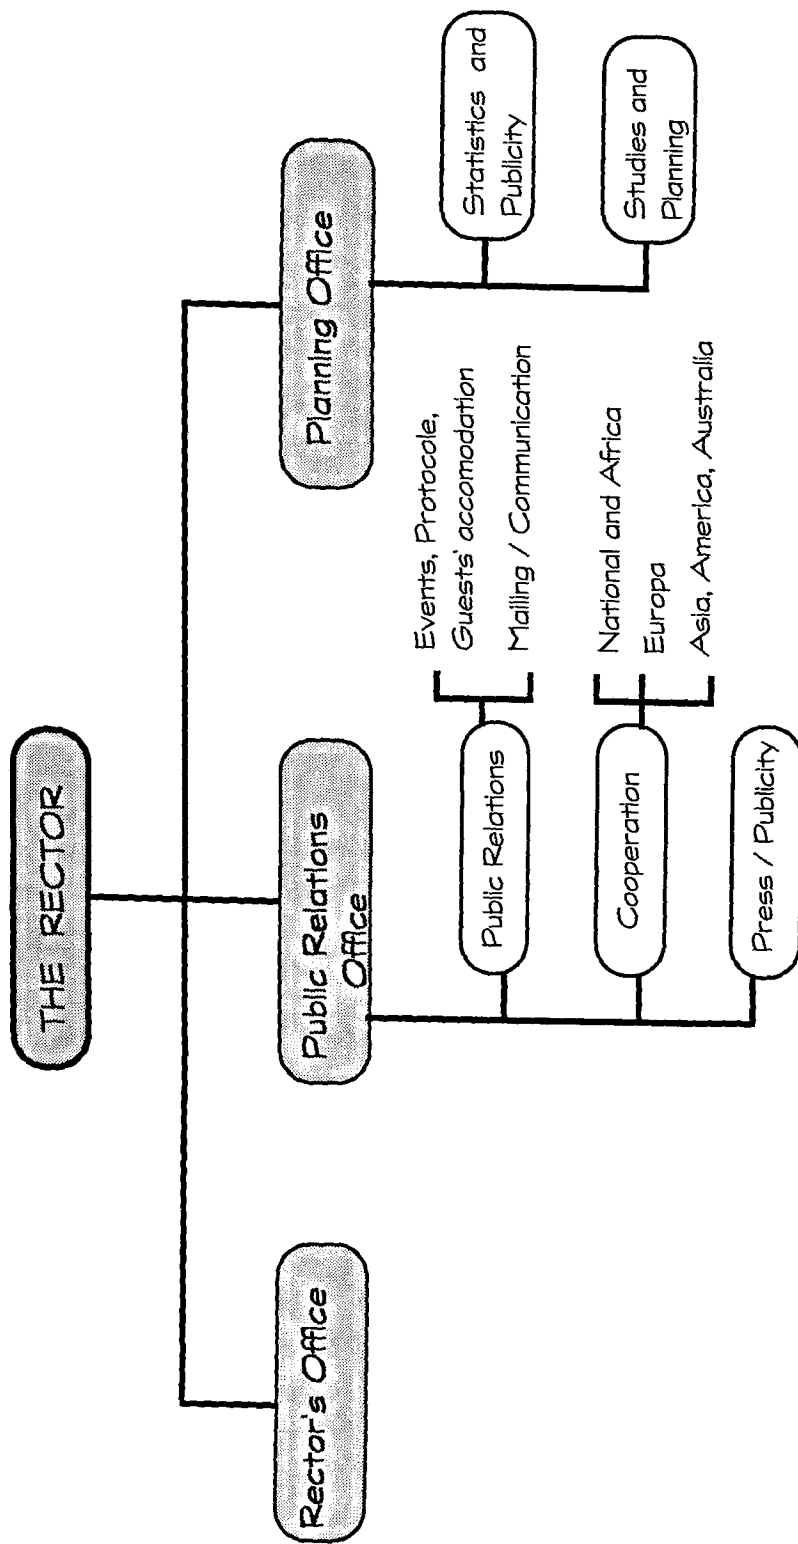 THE RECTOR
Rector's Office
Public Relations
Office
Planning Office
Public Relations
Events, Protocole,
Guests' accomodation
Mailing / Communication
Cooperation
National and Africa
Europa
Asia, America, Australia
Press / Publicity
Statistics and
Publicity
Studies and
Planning